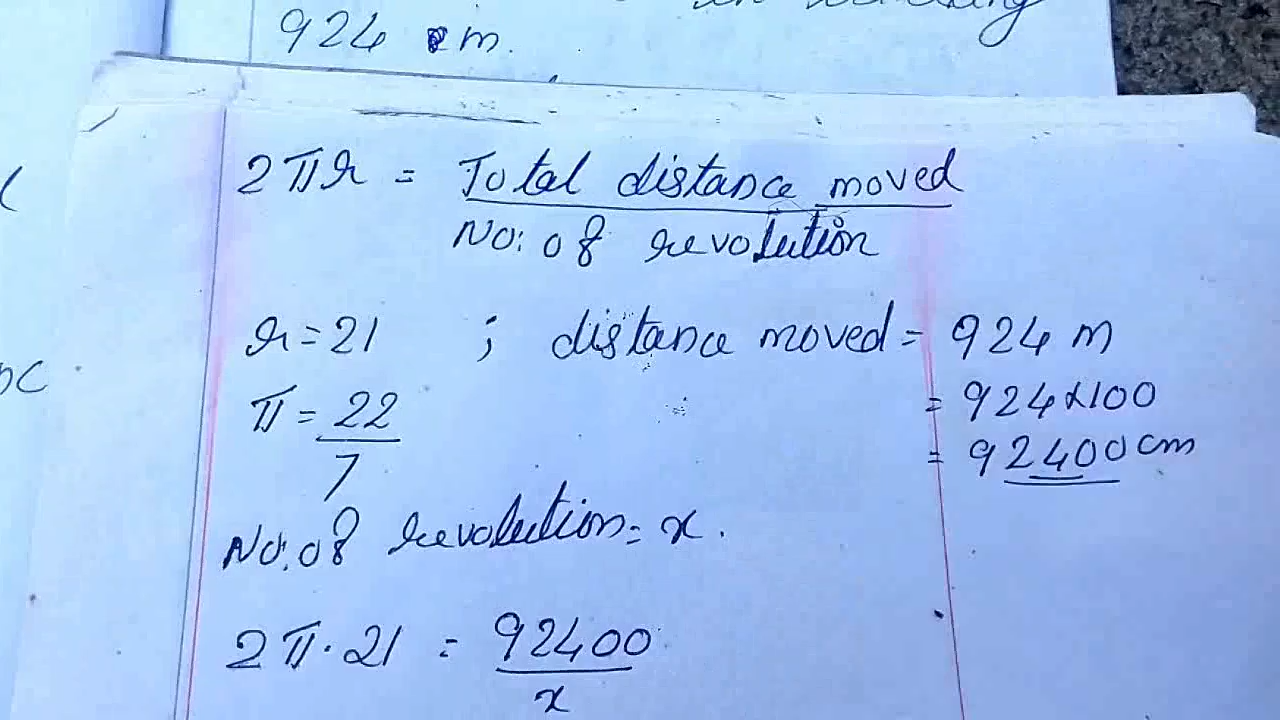 in
924 m.
2πr = Total distance moved
No: of revolution
r = 21 ; distance moved = 924 m
π = 22
= 924 x 100
7
= 92400 cm
No: of revolution = x.
2π · 21 = 92400
x